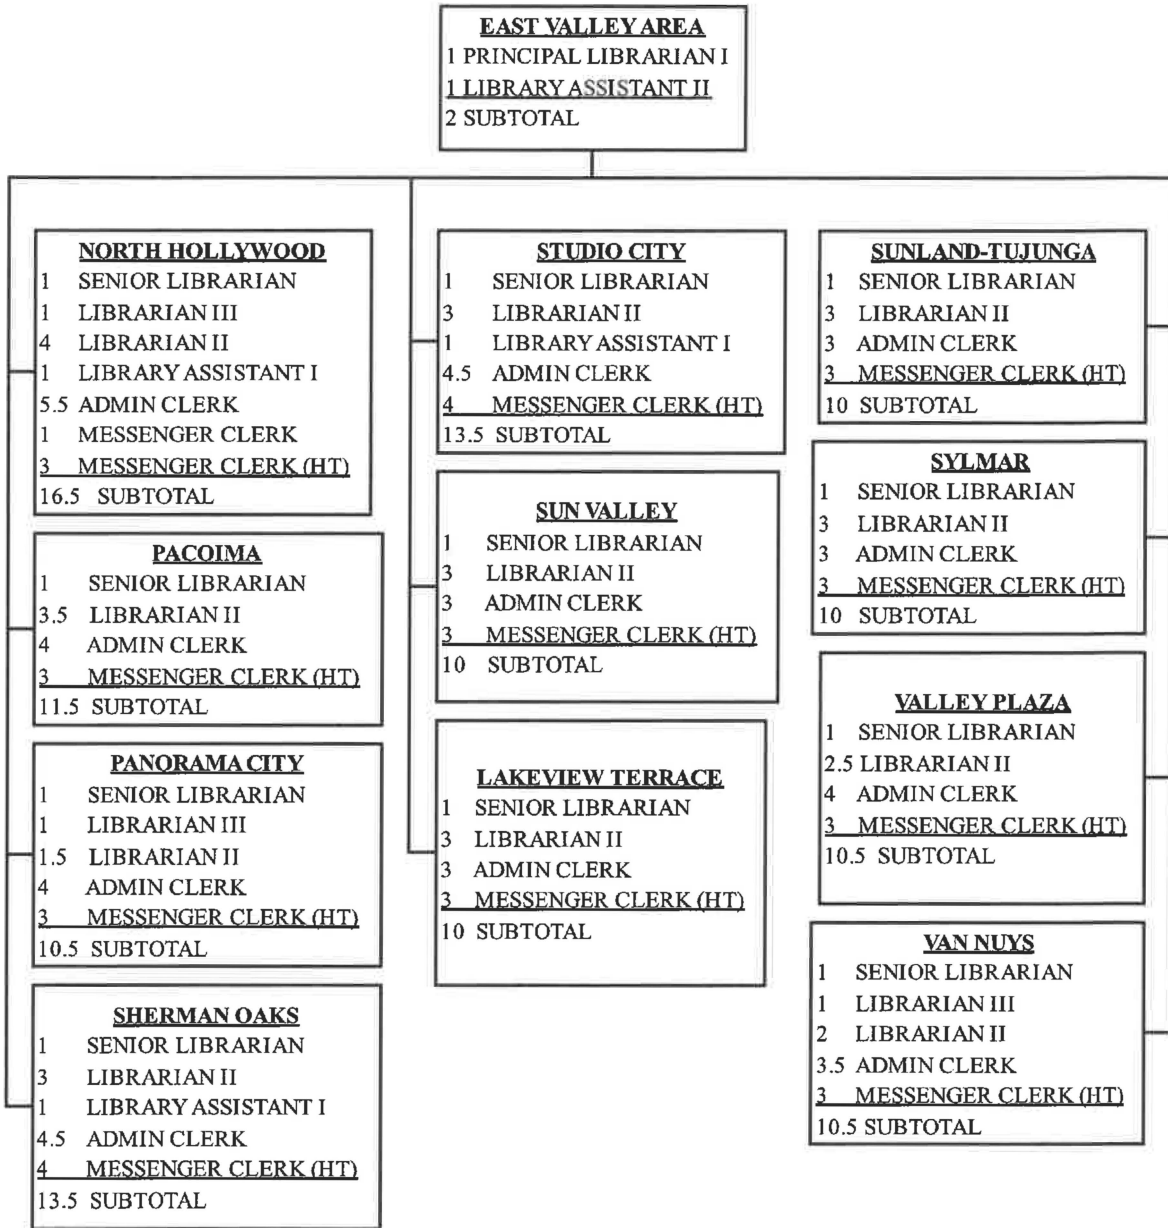 EAST VALLEY AREA
1 PRINCIPAL LIBRARIAN I
1 LIBRARY ASSISTANT II
2 SUBTOTAL
NORTH HOLLYWOOD
1 SENIOR LIBRARIAN
1 LIBRARIAN III
4 LIBRARIAN II
1 LIBRARY ASSISTANT I
5.5 ADMIN CLERK
1 MESSENGER CLERK
3 MESSENGER CLERK (HT)
16.5 SUBTOTAL
PACOIMA
1 SENIOR LIBRARIAN
3.5 LIBRARIAN II
4 ADMIN CLERK
3 MESSENGER CLERK (HT)
11.5 SUBTOTAL
PANORAMA CITY
1 SENIOR LIBRARIAN
1 LIBRARIAN III
1.5 LIBRARIAN II
4 ADMIN CLERK
3 MESSENGER CLERK (HT)
10.5 SUBTOTAL
SHERMAN OAKS
1 SENIOR LIBRARIAN
3 LIBRARIAN II
1 LIBRARY ASSISTANT I
4.5 ADMIN CLERK
4 MESSENGER CLERK (HT)
13.5 SUBTOTAL
STUDIO CITY
1 SENIOR LIBRARIAN
3 LIBRARIAN II
1 LIBRARY ASSISTANT I
4.5 ADMIN CLERK
4 MESSENGER CLERK (HT)
13.5 SUBTOTAL
SUN VALLEY
1 SENIOR LIBRARIAN
3 LIBRARIAN II
3 ADMIN CLERK
3 MESSENGER CLERK (HT)
10 SUBTOTAL
LAKEVIEW TERRACE
1 SENIOR LIBRARIAN
3 LIBRARIAN II
3 ADMIN CLERK
3 MESSENGER CLERK (HT)
10 SUBTOTAL
SUNLAND-TUJUNGA
1 SENIOR LIBRARIAN
3 LIBRARIAN II
3 ADMIN CLERK
3 MESSENGER CLERK (HT)
10 SUBTOTAL
SYLMAR
1 SENIOR LIBRARIAN
3 LIBRARIAN II
3 ADMIN CLERK
3 MESSENGER CLERK (HT)
10 SUBTOTAL
VALLEY PLAZA
1 SENIOR LIBRARIAN
2.5 LIBRARIAN II
4 ADMIN CLERK
3 MESSENGER CLERK (HT)
10.5 SUBTOTAL
VAN NUYS
1 SENIOR LIBRARIAN
1 LIBRARIAN III
2 LIBRARIAN II
3.5 ADMIN CLERK
3 MESSENGER CLERK (HT)
10.5 SUBTOTAL